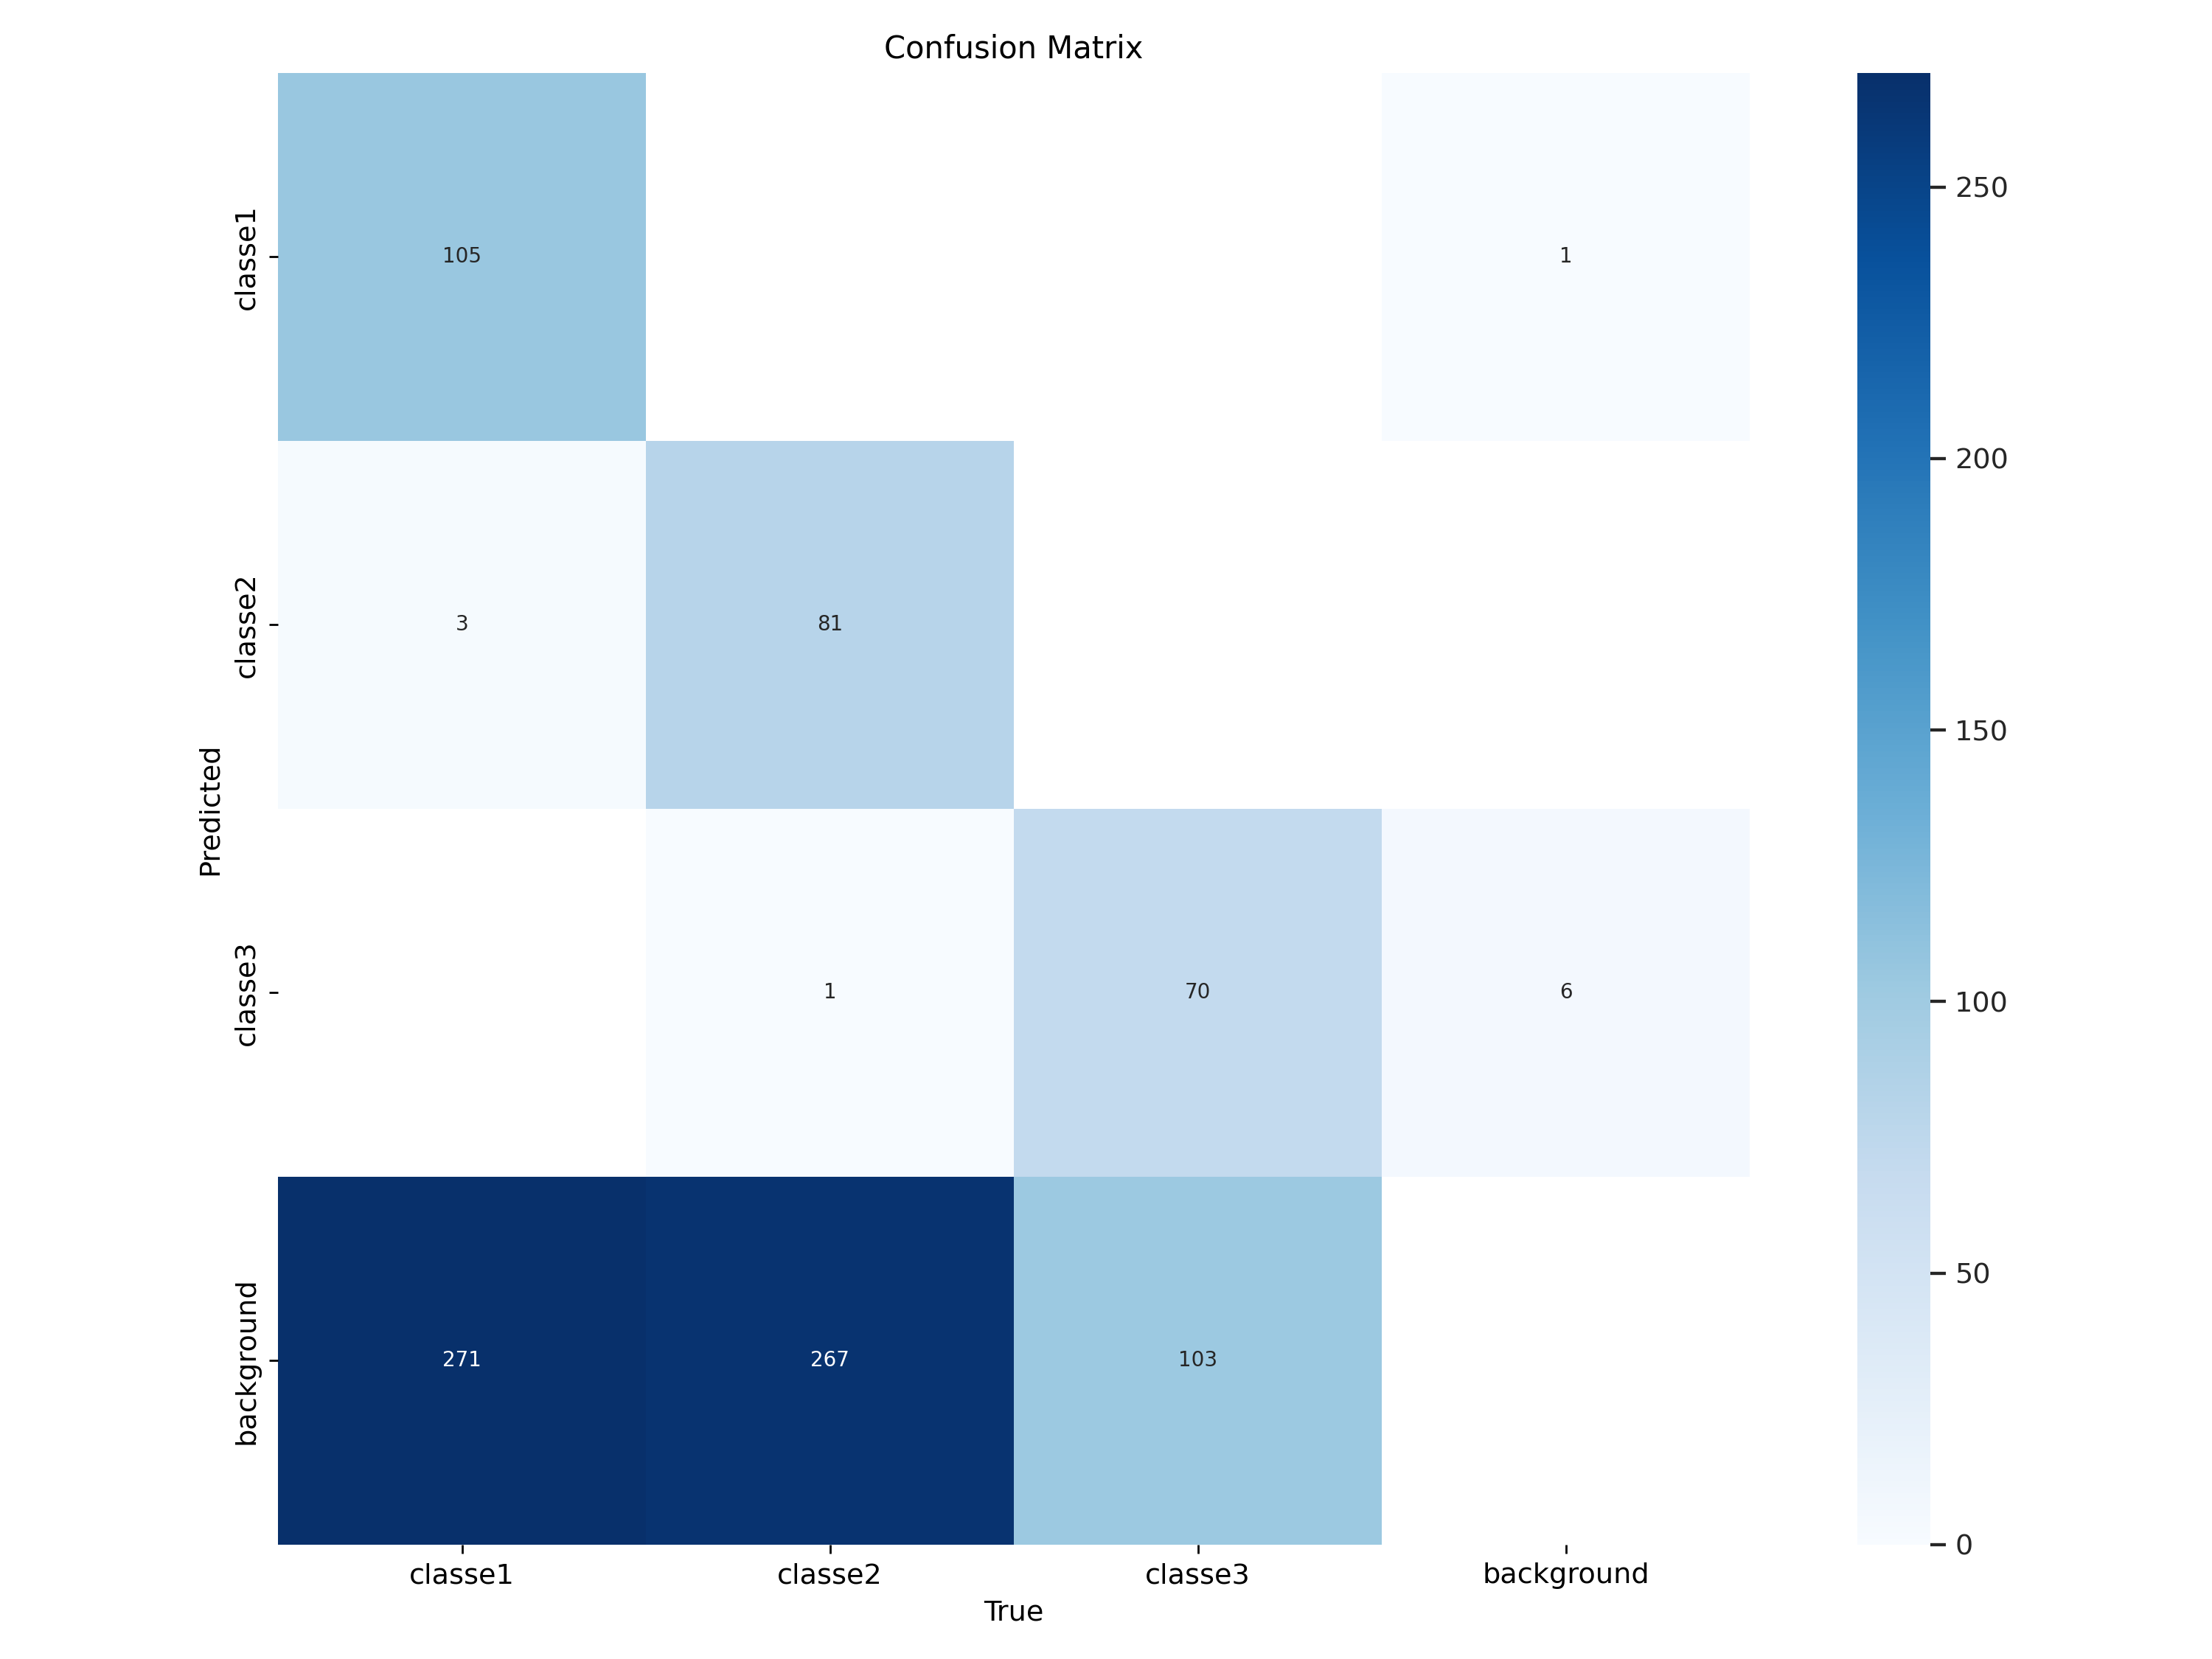 Confusion Matrix
classe1
105
1
classe2
3
81
classe3
1
70
6
background
271
267
103
classe1
classe2
classe3
background
True
Predicted
250
200
150
100
50
0